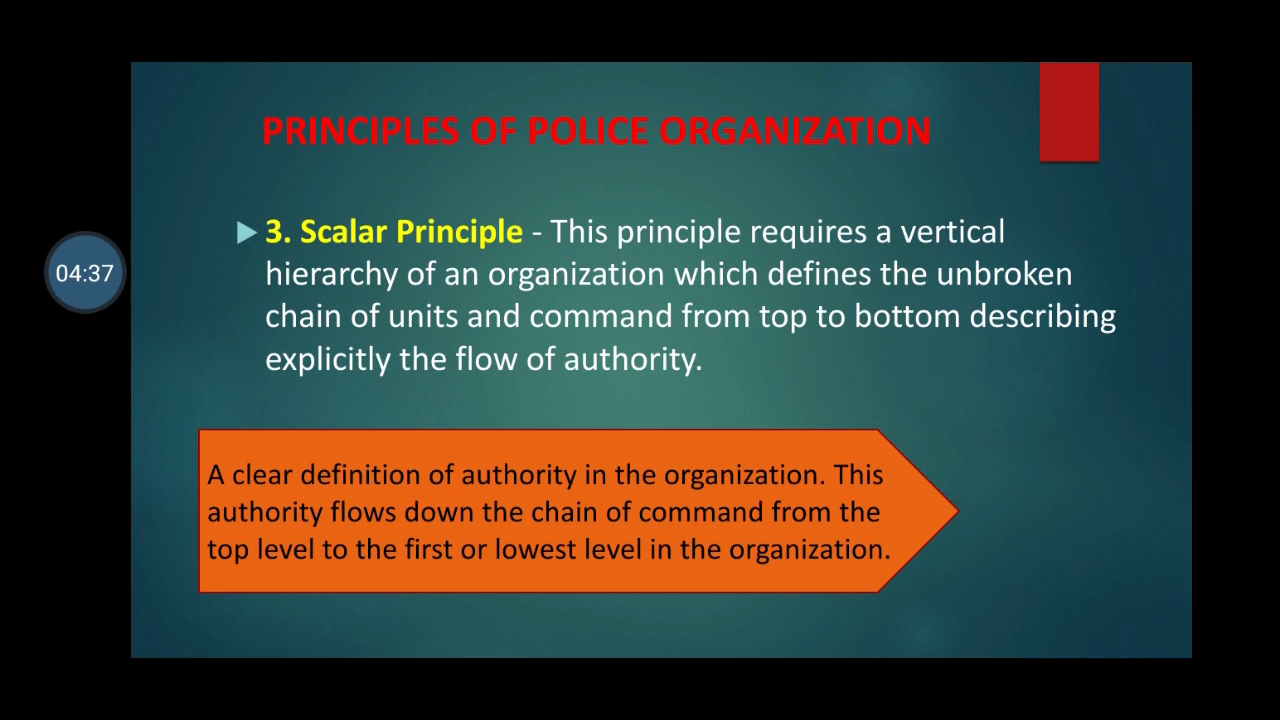 PRINCIPLES OF POLICE ORGANIZATION
3. Scalar Principle - This principle requires a vertical
hierarchy of an organization which defines the unbroken
chain of units and command from top to bottom describing
explicitly the flow of authority.
04:37
A clear definition of authority in the organization. This
authority flows down the chain of command from the
top level to the first or lowest level in the organization.